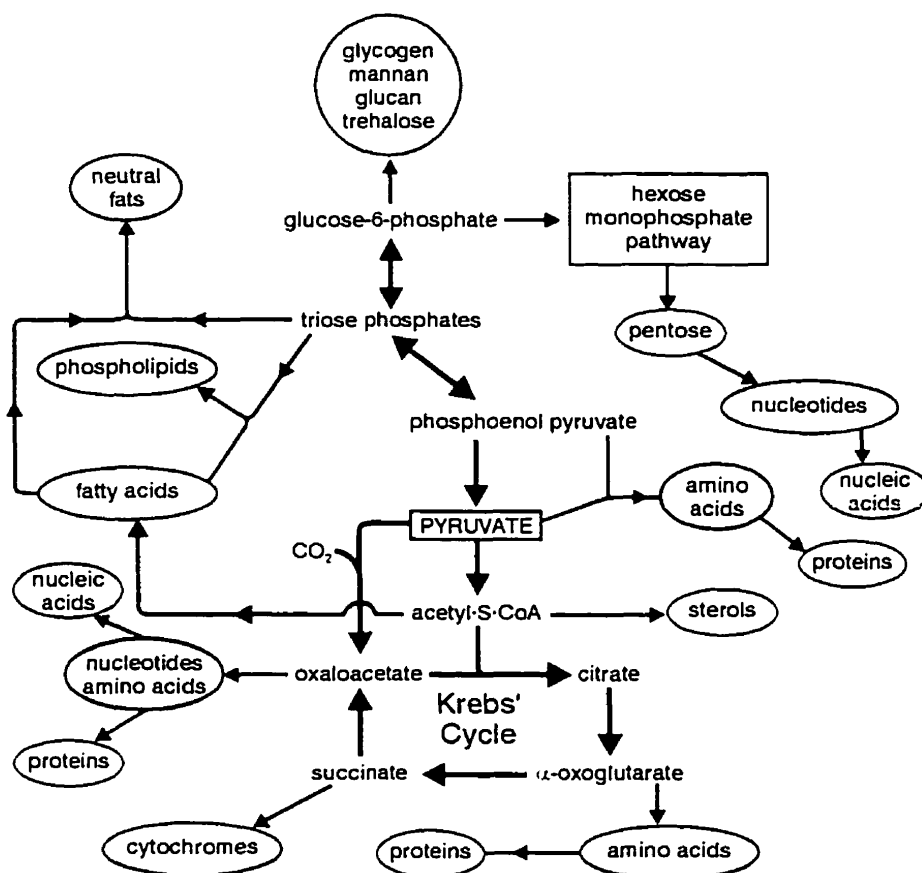 glycogen
mannan
glucan
trehalose
neutral
fats
glucose-6-phosphate
hexose
monophosphate
pathway
triose phosphates
pentose
phospholipids
phosphoenol pyruvate
nucleotides
fatty acids
amino
acids
nucleic
acids
PYRUVATE
CO₂
proteins
nucleic
acids
acetyl·S·CoA
sterols
nucleotides
amino acids
oxaloacetate
citrate
Krebs'
Cycle
proteins
succinate
α-oxoglutarate
cytochromes
proteins
amino acids